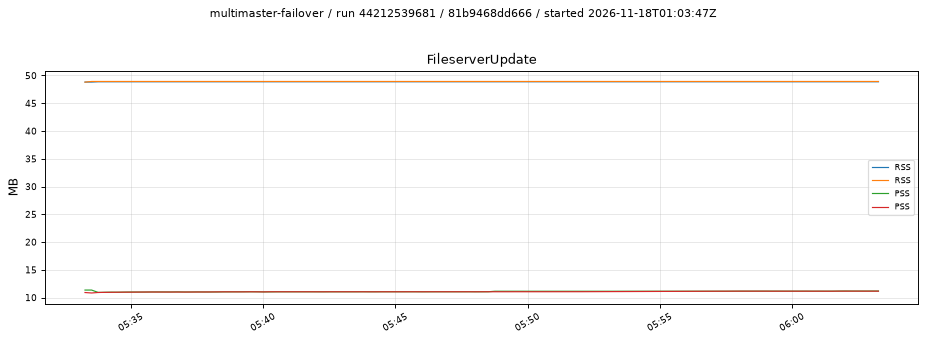 multimaster-failover / run 44212539681 / 81b9468dd666 / started 2026-11-18T01:03:47Z
FileserverUpdate
50
45
40
35
30
25
20
15
10
MB
RSS
RSS
PSS
PSS
05:35
05:40
05:45
05:50
05:55
06:00